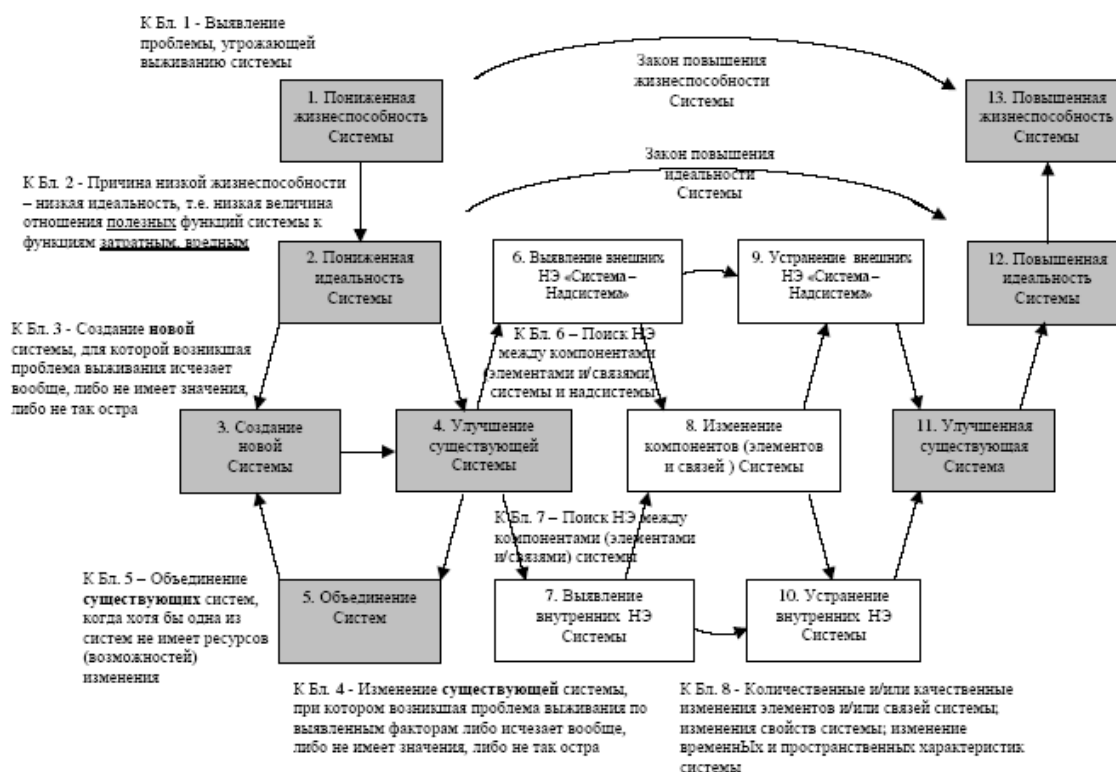 К Бл. 1 - Выявление
проблемы, угрожающей
выживанию системы
Закон повышения
жизнеспособности
Системы
1. Пониженная
жизнеспособность
Системы
13. Повышенная
жизнеспособность
Системы
Закон повышения
идеальности
Системы
К Бл. 2 - Причина низкой жизнеспособности
– низкая идеальность, т.е. низкая величина
отношения полезных функций системы к
функциям затратным, вредным
2. Пониженная
идеальность
Системы
6. Выявление внешних
НЭ «Система –
Надсистема»
9. Устранение внешних
НЭ «Система –
Надсистема»
12. Повышенная
идеальность
Системы
К Бл. 3 - Создание новой
системы, для которой возникшая
проблема выживания исчезает
вообще, либо не имеет значения,
либо не так остра
К Бл. 6 – Поиск НЭ
между компонентами
(элементами и/связями)
системы и надсистемы
3. Создание
новой
Системы
4. Улучшение
существующей
Системы
8. Изменение
компонентов (элементов
и связей ) Системы
11. Улучшенная
существующая
Система
К Бл. 7 – Поиск НЭ между
компонентами (элементами
и/связями) системы
К Бл. 5 – Объединение
существующих систем,
когда хотя бы одна из
систем не имеет ресурсов
(возможностей)
изменения
5. Объединение
Систем
7. Выявление
внутренних НЭ
Системы
10. Устранение
внутренних НЭ
Системы
К Бл. 4 - Изменение существующей системы,
при котором возникшая проблема выживания по
выявленным факторам либо исчезает вообще,
либо не имеет значения, либо не так остра
К Бл. 8 - Количественные и/или качественные
изменения элементов и/или связей системы;
изменения свойств системы; изменение
временнЫх и пространственных характеристик
системы